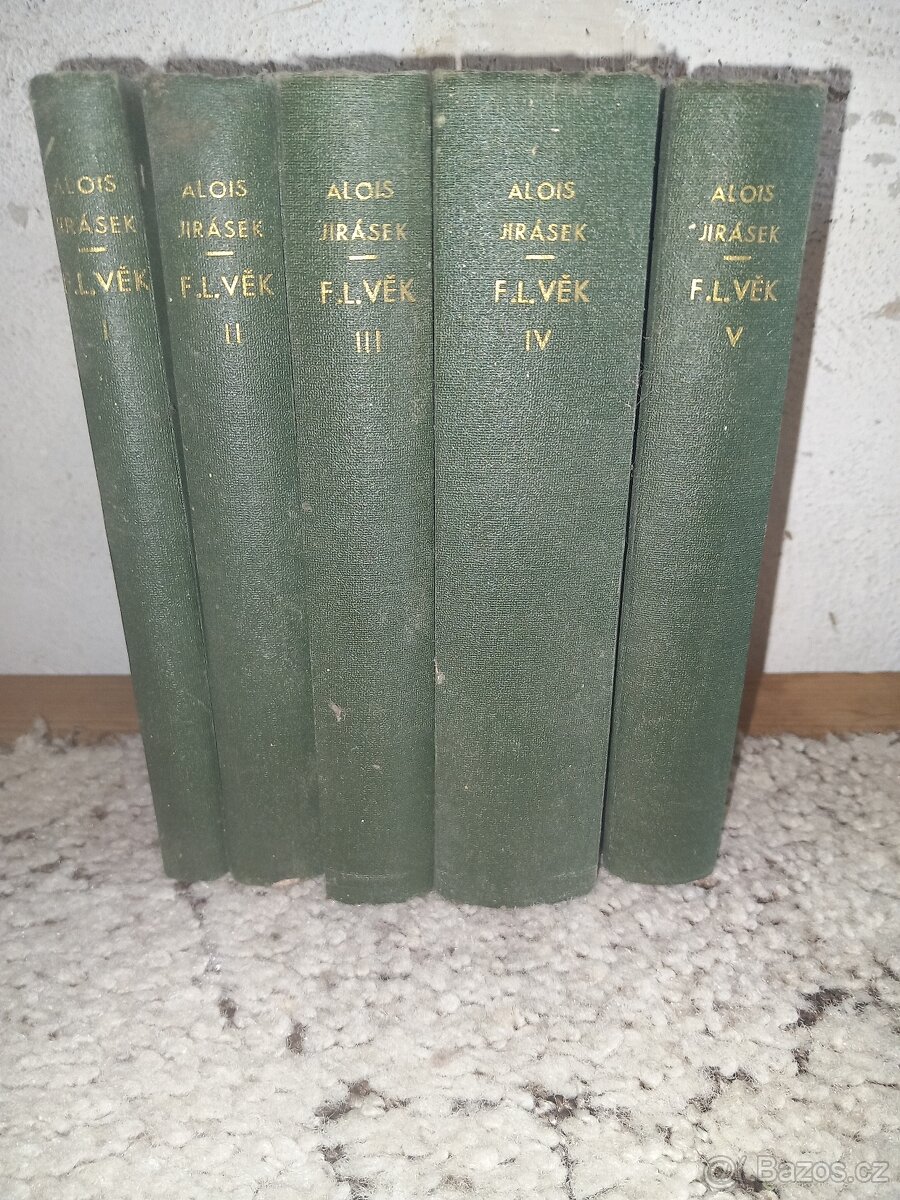 ALOIS
JIRÁSEK
F.L.VĚK
I
ALOIS
JIRÁSEK
F.L.VĚK
II
ALOIS
JIRÁSEK
F.L.VĚK
III
ALOIS
JIRÁSEK
F.L.VĚK
IV
ALOIS
JIRÁSEK
F.L.VĚK
V
Bazos.cz